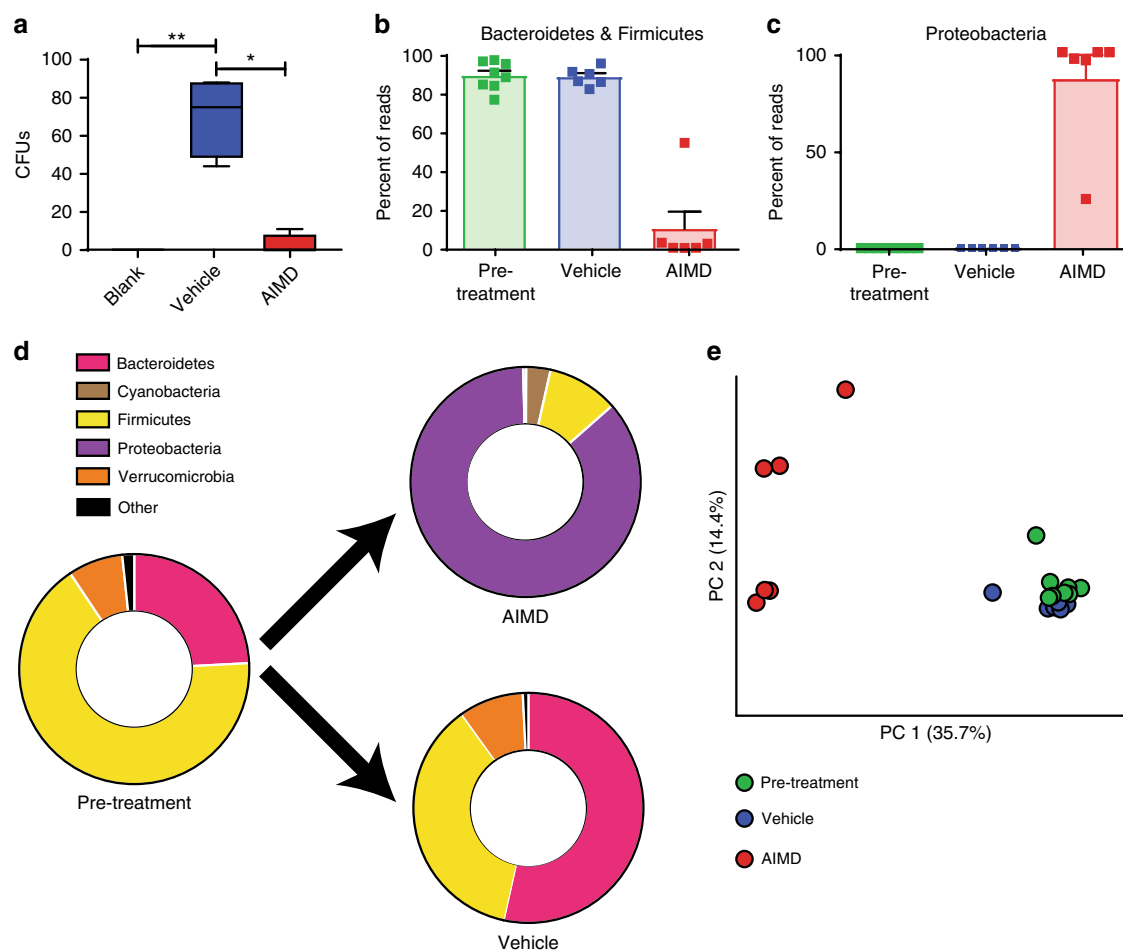 a
**
*
100
80
60
40
20
0
CFUs
Blank
Vehicle
AIMD
b
Bacteroidetes & Firmicutes
100
80
60
40
20
0
Percent of reads
Pre-
treatment
Vehicle
AIMD
c
Proteobacteria
100
50
0
Percent of reads
Pre-
treatment
Vehicle
AIMD
d
Bacteroidetes
Cyanobacteria
Firmicutes
Proteobacteria
Verrucomicrobia
Other
Pre-treatment
AIMD
Vehicle
e
PC 2 (14.4%)
PC 1 (35.7%)
Pre-treatment
Vehicle
AIMD